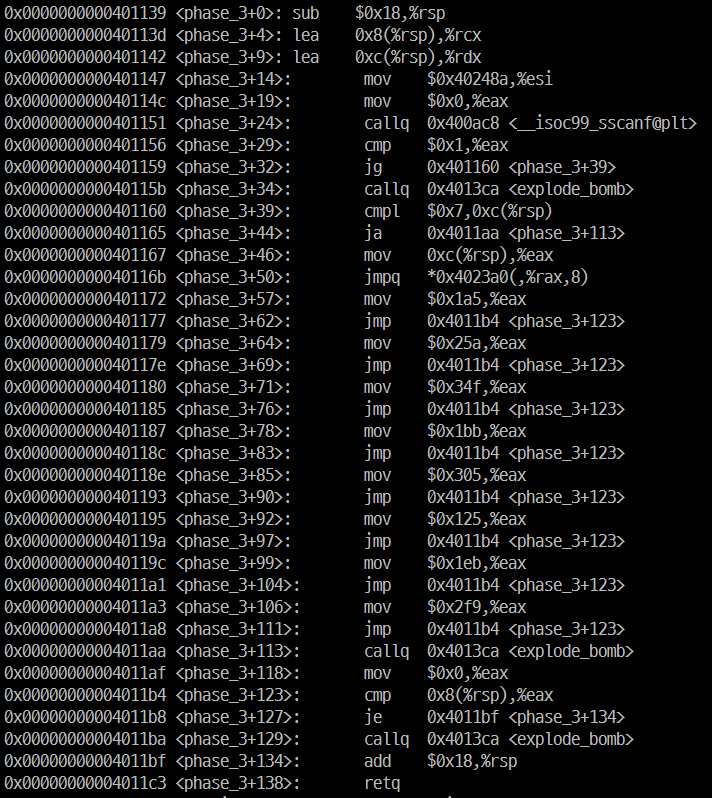 0x0000000000401139 <phase_3+0>: sub    $0x18,%rsp
0x000000000040113d <phase_3+4>: lea    0x8(%rsp),%rcx
0x0000000000401142 <phase_3+9>: lea    0xc(%rsp),%rdx
0x0000000000401147 <phase_3+14>:        mov    $0x40248a,%esi
0x000000000040114c <phase_3+19>:        mov    $0x0,%eax
0x0000000000401151 <phase_3+24>:        callq  0x400ac8 <__isoc99_sscanf@plt>
0x0000000000401156 <phase_3+29>:        cmp    $0x1,%eax
0x0000000000401159 <phase_3+32>:        jg     0x401160 <phase_3+39>
0x000000000040115b <phase_3+34>:        callq  0x4013ca <explode_bomb>
0x0000000000401160 <phase_3+39>:        cmpl   $0x7,0xc(%rsp)
0x0000000000401165 <phase_3+44>:        ja     0x4011aa <phase_3+113>
0x0000000000401167 <phase_3+46>:        mov    0xc(%rsp),%eax
0x000000000040116b <phase_3+50>:        jmpq   *0x4023a0(,%rax,8)
0x0000000000401172 <phase_3+57>:        mov    $0x1a5,%eax
0x0000000000401177 <phase_3+62>:        jmp    0x4011b4 <phase_3+123>
0x0000000000401179 <phase_3+64>:        mov    $0x25a,%eax
0x000000000040117e <phase_3+69>:        jmp    0x4011b4 <phase_3+123>
0x0000000000401180 <phase_3+71>:        mov    $0x34f,%eax
0x0000000000401185 <phase_3+76>:        jmp    0x4011b4 <phase_3+123>
0x0000000000401187 <phase_3+78>:        mov    $0x1bb,%eax
0x000000000040118c <phase_3+83>:        jmp    0x4011b4 <phase_3+123>
0x000000000040118e <phase_3+85>:        mov    $0x305,%eax
0x0000000000401193 <phase_3+90>:        jmp    0x4011b4 <phase_3+123>
0x0000000000401195 <phase_3+92>:        mov    $0x125,%eax
0x000000000040119a <phase_3+97>:        jmp    0x4011b4 <phase_3+123>
0x000000000040119c <phase_3+99>:        mov    $0x1eb,%eax
0x00000000004011a1 <phase_3+104>:       jmp    0x4011b4 <phase_3+123>
0x00000000004011a3 <phase_3+106>:       mov    $0x2f9,%eax
0x00000000004011a8 <phase_3+111>:       jmp    0x4011b4 <phase_3+123>
0x00000000004011aa <phase_3+113>:       callq  0x4013ca <explode_bomb>
0x00000000004011af <phase_3+118>:       mov    $0x0,%eax
0x00000000004011b4 <phase_3+123>:       cmp    0x8(%rsp),%eax
0x00000000004011b8 <phase_3+127>:       je     0x4011bf <phase_3+134>
0x00000000004011ba <phase_3+129>:       callq  0x4013ca <explode_bomb>
0x00000000004011bf <phase_3+134>:       add    $0x18,%rsp
0x00000000004011c3 <phase_3+138>:       retq